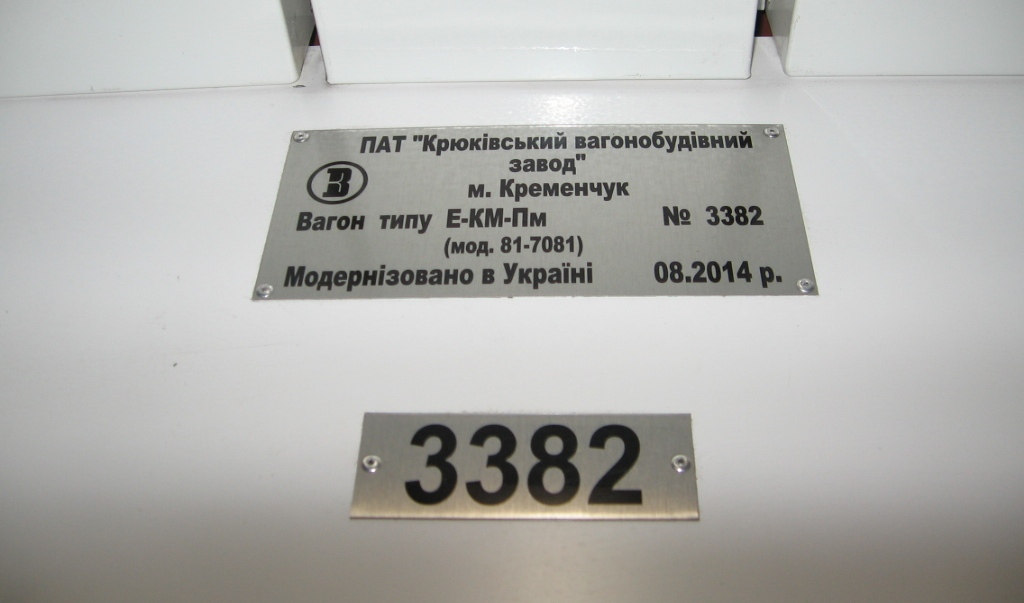 ПАТ "Крюківський вагонобудівний
завод"
м. Кременчук
Вагон типу Е-КМ-Пм № 3382
(мод. 81-7081)
Модернізовано в Україні 08.2014 р.
3382